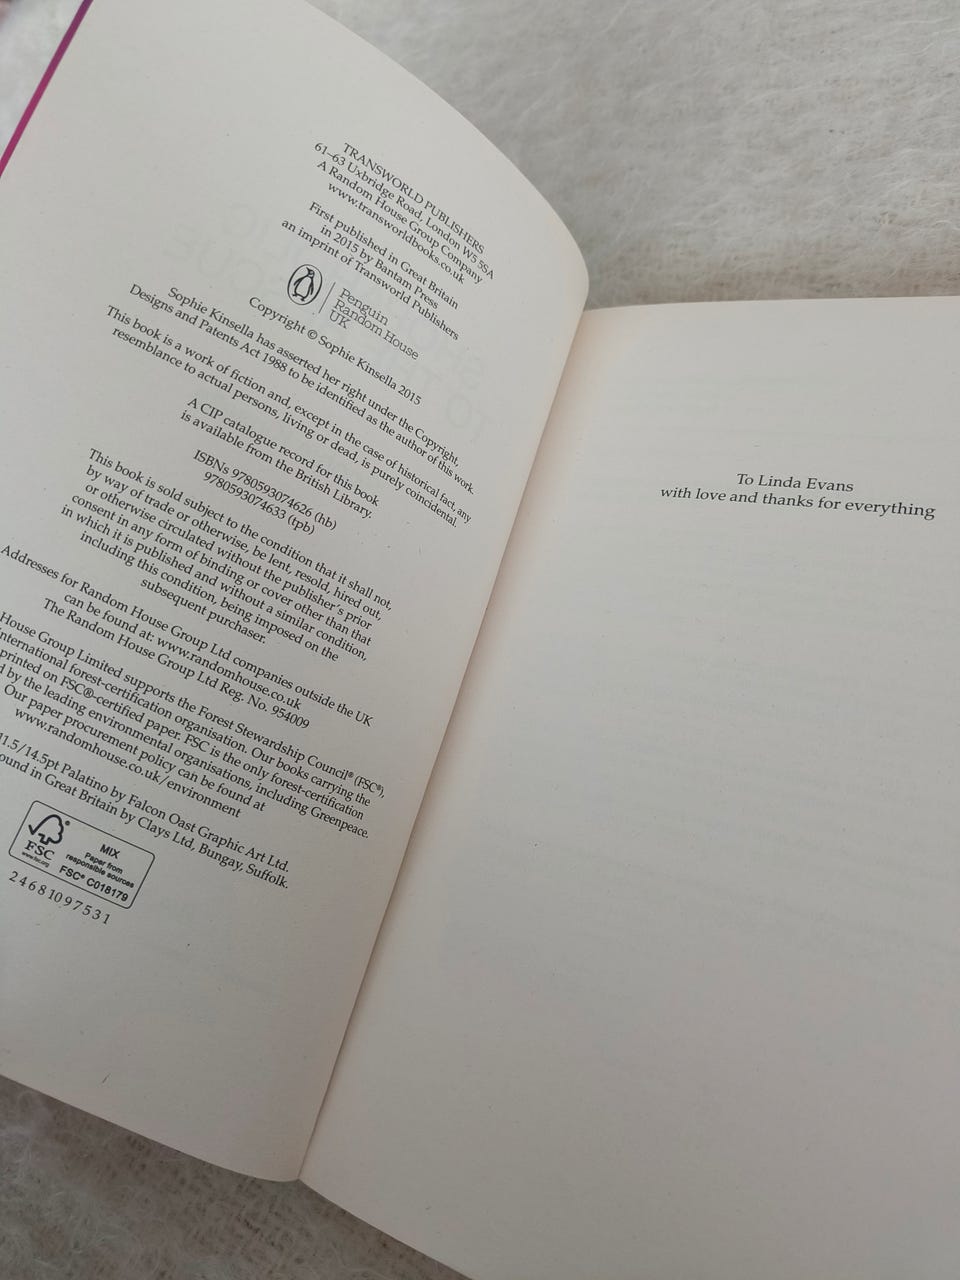 TRANSWORLD PUBLISHERS
61–63 Uxbridge Road, London W5 5SA
A Random House Group Company
www.transworldbooks.co.uk
First published in Great Britain
in 2015 by Bantam Press
an imprint of Transworld Publishers
Penguin
Random House
UK
Copyright © Sophie Kinsella 2015
Sophie Kinsella has asserted her right under the Copyright,
Designs and Patents Act 1988 to be identified as the author of this work.
This book is a work of fiction and, except in the case of historical fact, any
resemblance to actual persons, living or dead, is purely coincidental.
A CIP catalogue record for this book
is available from the British Library.
ISBNs 9780593074626 (hb)
9780593074633 (tpb)
This book is sold subject to the condition that it shall not,
by way of trade or otherwise, be lent, resold, hired out,
or otherwise circulated without the publisher's prior
consent in any form of binding or cover other than that
in which it is published and without a similar condition,
including this condition, being imposed on the
subsequent purchaser.
Addresses for Random House Group Ltd companies outside the UK
can be found at: www.randomhouse.co.uk
The Random House Group Ltd Reg. No. 954009
House Group Limited supports the Forest Stewardship Council® (FSC®),
international forest-certification organisation. Our books carrying the
printed on FSC®-certified paper. FSC is the only forest-certification
by the leading environmental organisations, including Greenpeace.
Our paper procurement policy can be found at
www.randomhouse.co.uk/environment
11.5/14.5pt Palatino by Falcon Oast Graphic Art Ltd.
ound in Great Britain by Clays Ltd, Bungay, Suffolk.
FSC
www.fsc.org
MIX
Paper from
responsible sources
FSC® C018179
2 4 6 8 10 9 7 5 3 1
To Linda Evans
with love and thanks for everything